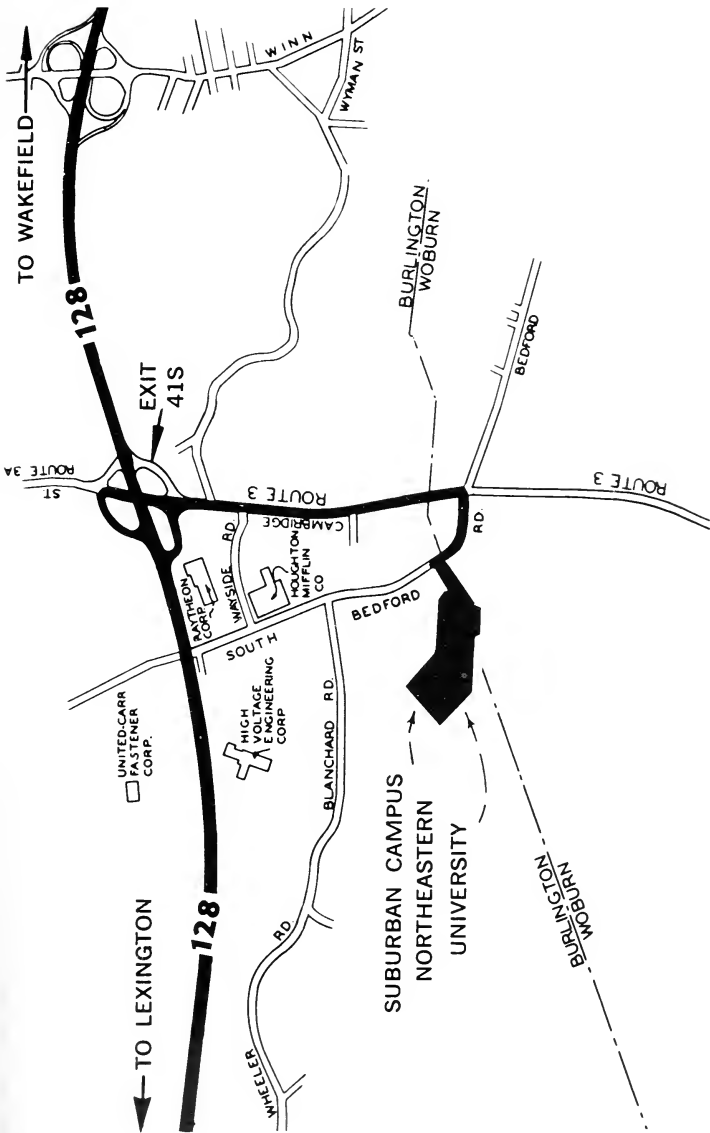 TO WAKEFIELD
WINN
WYMAN ST
128
EXIT
41S
ROUTE 3A
ST
ROUTE 3
CAMBRIDGE
BURLINGTON
WOBURN
BEDFORD
RD.
ROUTE 3
RAYTHEON
CORP.
WAYSIDE RD.
HOUGHTON
MIFFLIN
CO
SOUTH
BEDFORD
UNITED-CARR
FASTENER
CORP.
HIGH
VOLTAGE
ENGINEERING
CORP
BLANCHARD RD.
SUBURBAN CAMPUS
NORTHEASTERN
UNIVERSITY
128
TO LEXINGTON
WHEELER RD.
BURLINGTON
WOBURN